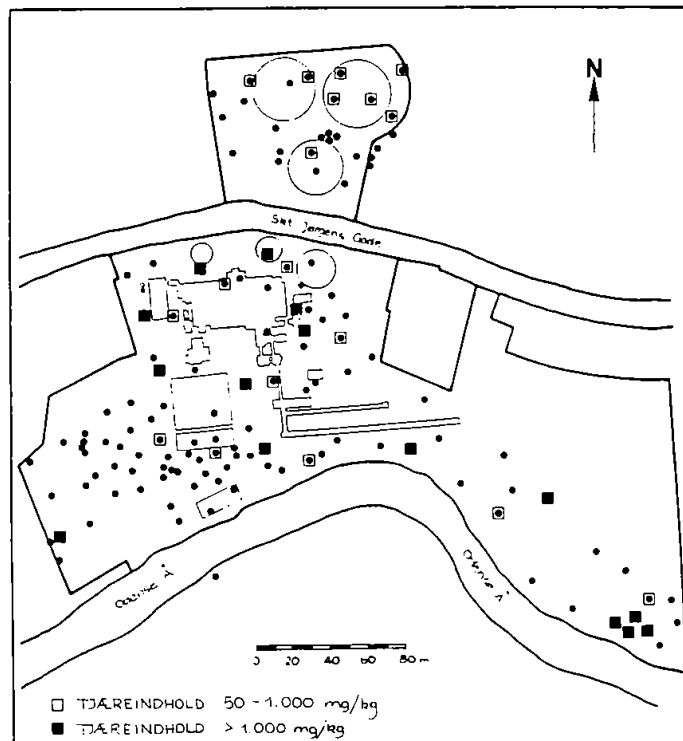 N
Skt. Jørgens Gade
Odense Å
Odense Å
0 20 40 60 80 m
□ TJÆREINDHOLD 50 - 1.000 mg/kg
■ TJÆREINDHOLD > 1.000 mg/kg